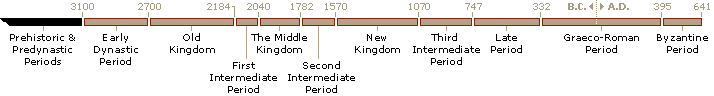 3100 2700 2184 2040 1782 1570 1070 747 332 B.C. A.D. 395 641
Prehistoric & Predynastic Periods
Early Dynastic Period
Old Kingdom
First Intermediate Period
The Middle Kingdom
Second Intermediate Period
New Kingdom
Third Intermediate Period
Late Period
Graeco-Roman Period
Byzantine Period